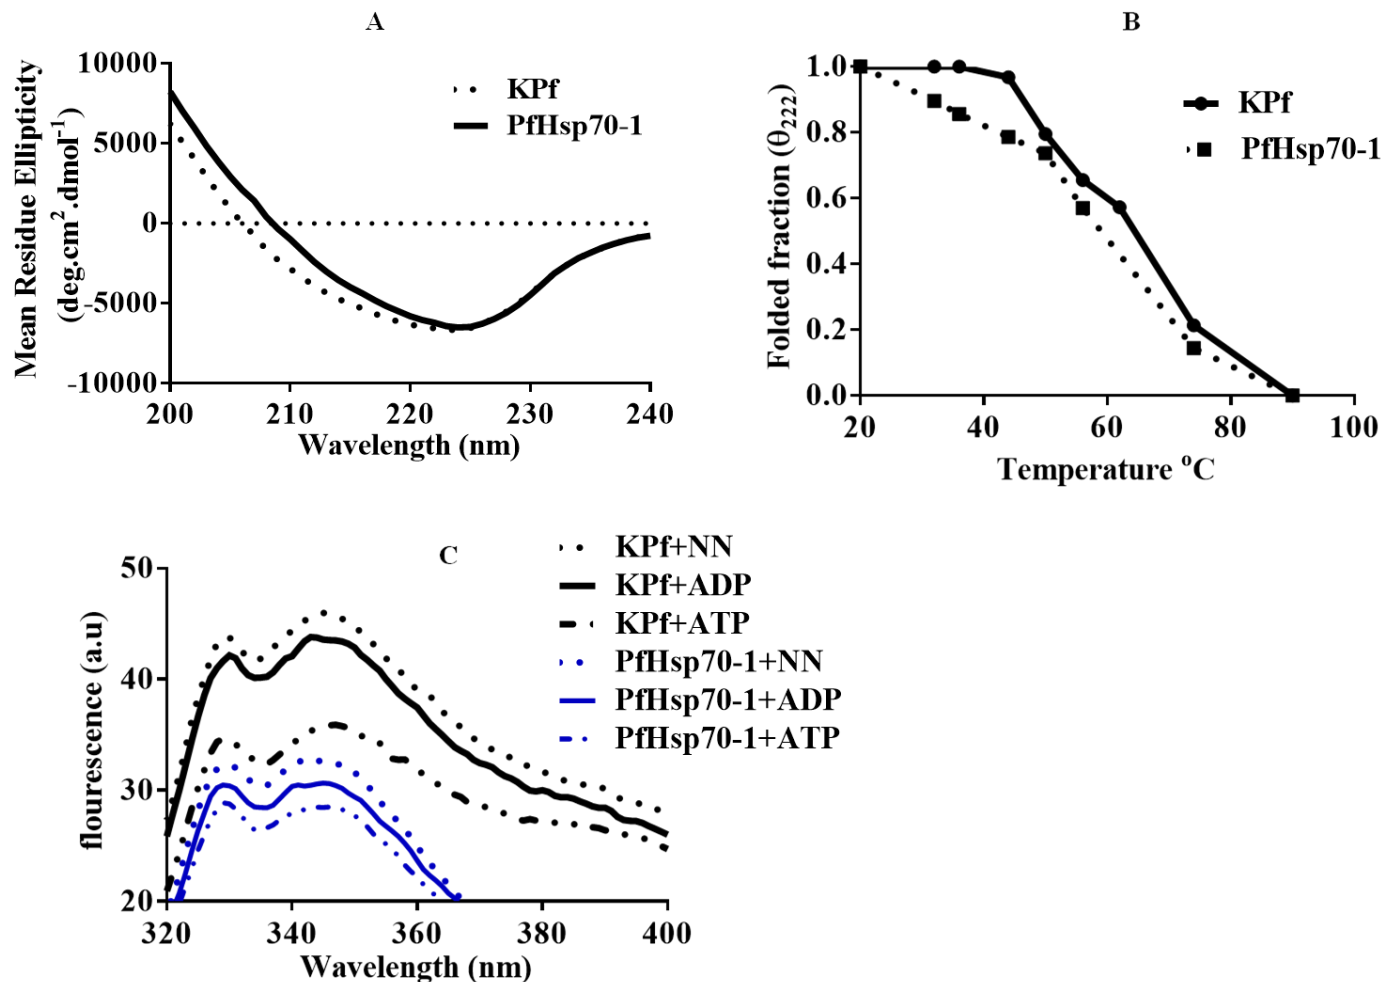 A
Mean Residue Ellipticity
(deg.cm².dmol⁻¹)
10000
5000
0
-5000
-10000
200
210
220
230
240
Wavelength (nm)
KPf
PfHsp70-1
B
Folded fraction (θ₂₂₂)
1.0
0.8
0.6
0.4
0.2
0.0
20
40
60
80
100
Temperature °C
KPf
PfHsp70-1
C
flourescence (a.u)
50
40
30
20
320
340
360
380
400
Wavelength (nm)
KPf+NN
KPf+ADP
KPf+ATP
PfHsp70-1+NN
PfHsp70-1+ADP
PfHsp70-1+ATP